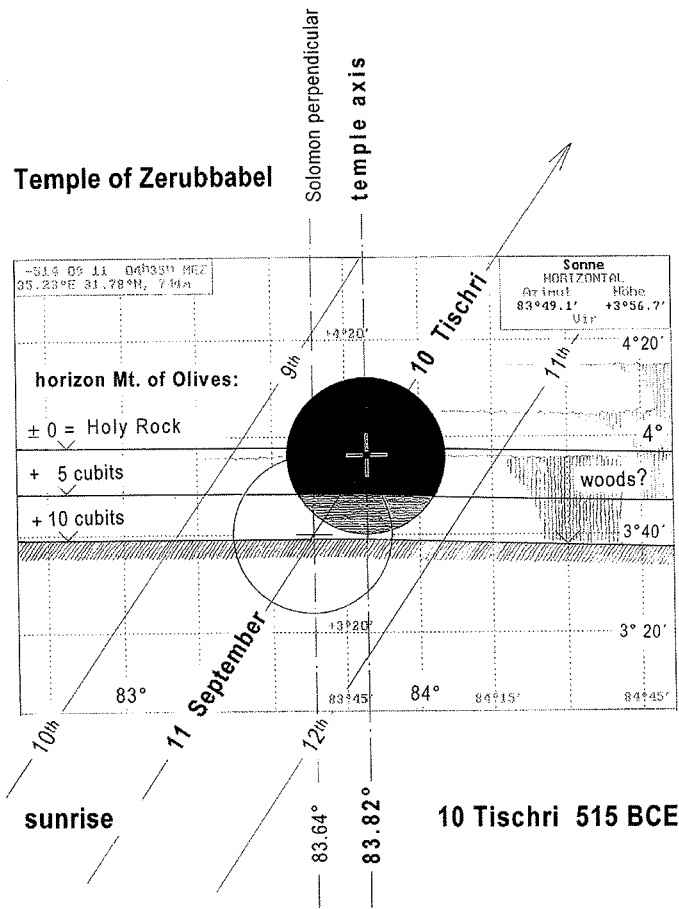 Solomon perpendicular
temple axis
Temple of Zerubbabel
-514 09 11 04h35m MEZ
35.23°E 31.78°N, 744m
Sonne
HORIZONTAL
Azimut Höhe
83°49.1' +3°56.7'
Vir
10 Tischri
9th
11th
+4°20'
4°20'
horizon Mt. of Olives:
± 0 = Holy Rock
4°
+ 5 cubits
woods?
+ 10 cubits
3°40'
+3°20'
3° 20'
83°
83°45'
84°
84°15'
84°45'
10th
11 September
12th
sunrise
83.64°
83.82°
10 Tischri 515 BCE